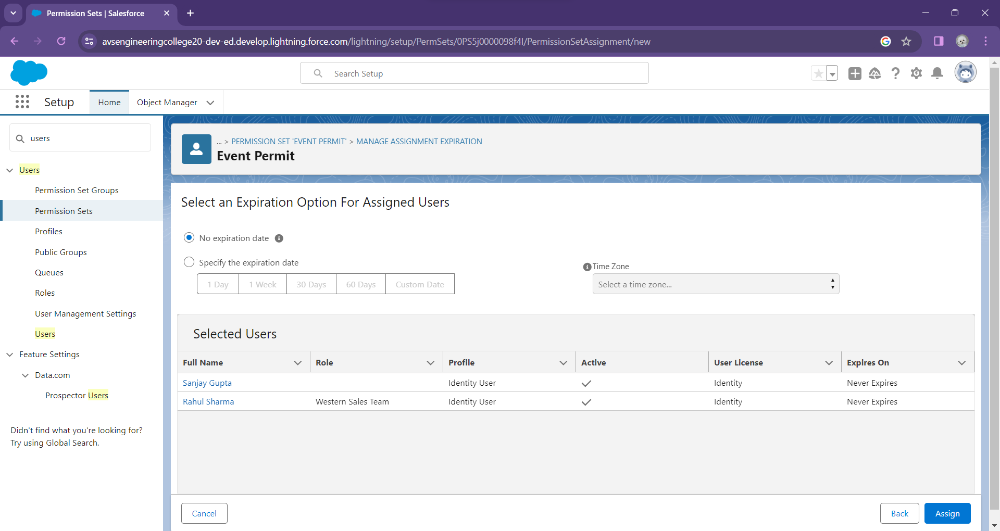 Permission Sets | Salesforce
avsengineeringcollege20-dev-ed.develop.lightning.force.com/lightning/setup/PermSets/0PS5j0000098f4I/PermissionSetAssignment/new
Search Setup
Setup
Home
Object Manager
users
Users
Permission Set Groups
Permission Sets
Profiles
Public Groups
Queues
Roles
User Management Settings
Users
Feature Settings
Data.com
Prospector Users
Didn't find what you're looking for?
Try using Global Search.
... > PERMISSION SET 'EVENT PERMIT' > MANAGE ASSIGNMENT EXPIRATION
Event Permit
Select an Expiration Option For Assigned Users
No expiration date
Specify the expiration date
1 Day 1 Week 30 Days 60 Days Custom Date
Time Zone
Select a time zone...
Selected Users
Full Name Role Profile Active User License Expires On
Sanjay Gupta Identity User Identity Never Expires
Rahul Sharma Western Sales Team Identity User Identity Never Expires
Cancel
Back
Assign